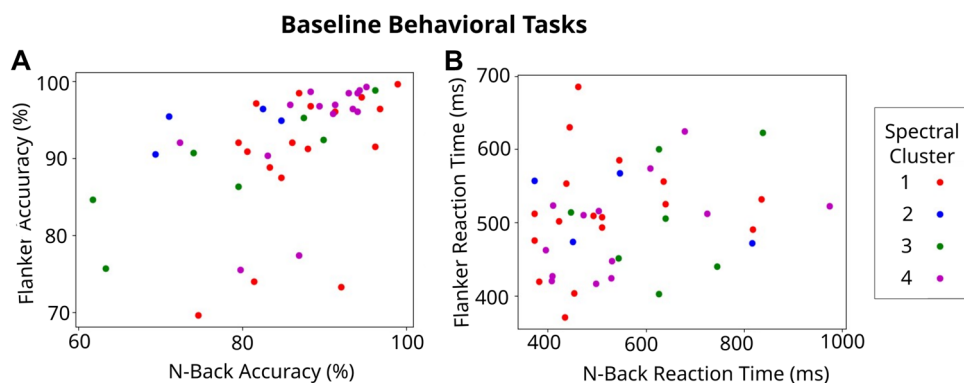 Baseline Behavioral Tasks
A
Flanker Accuuracy (%)
100
90
80
70
60
80
100
N-Back Accuracy (%)
B
Flanker Reaction Time (ms)
700
600
500
400
400
600
800
1000
N-Back Reaction Time (ms)
Spectral
Cluster
1
2
3
4